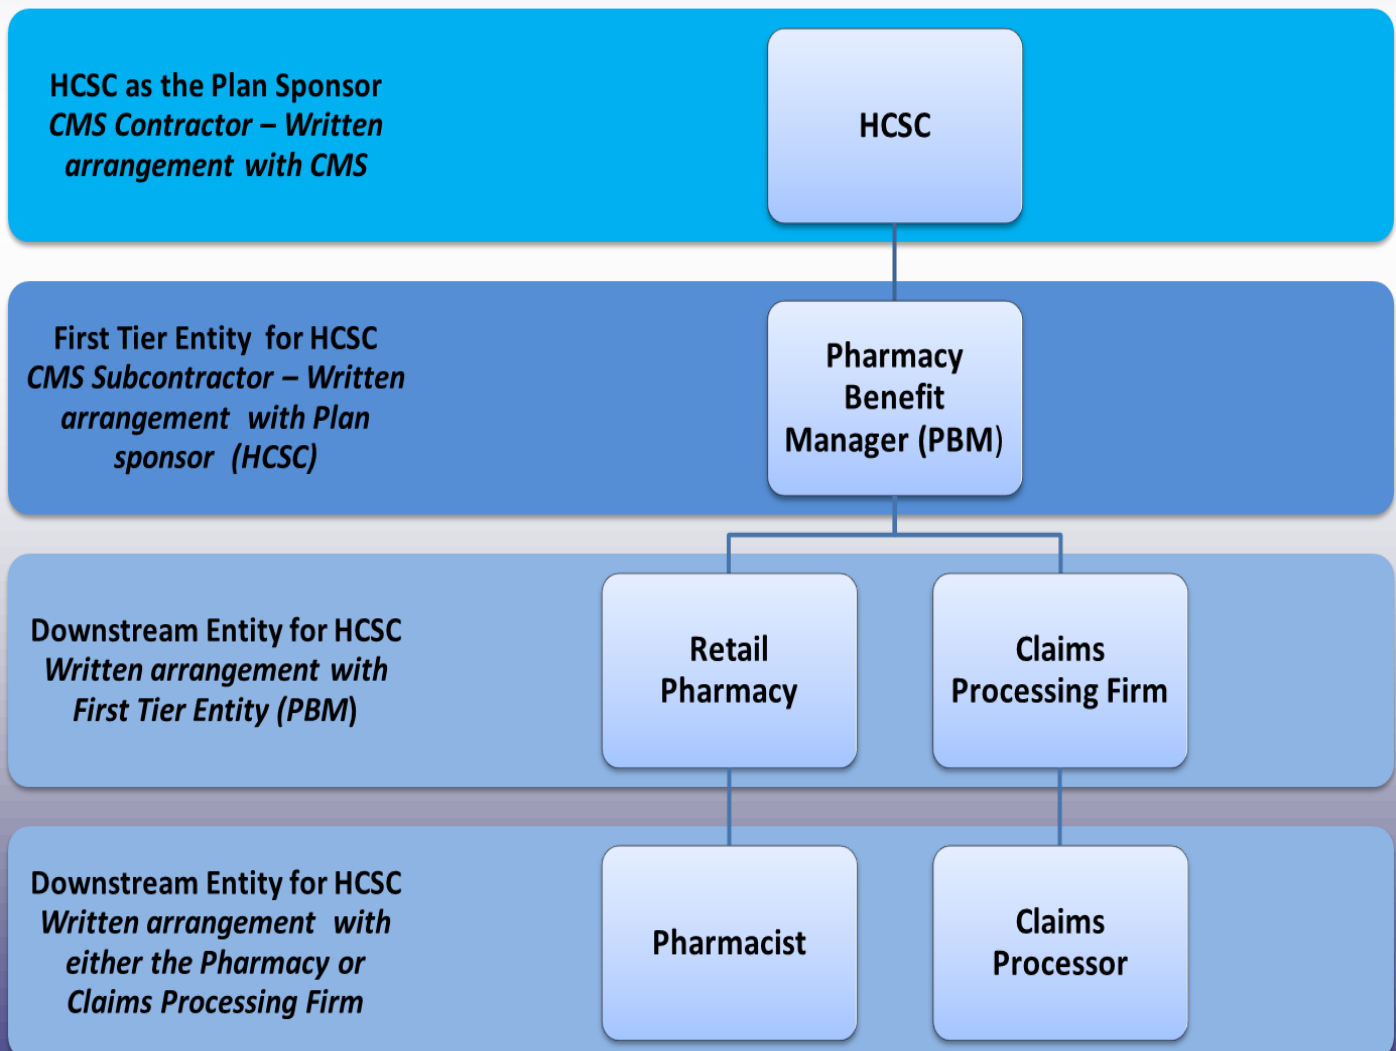 HCSC as the Plan Sponsor
CMS Contractor – Written
arrangement with CMS
HCSC
First Tier Entity for HCSC
CMS Subcontractor – Written
arrangement with Plan
sponsor (HCSC)
Pharmacy
Benefit
Manager (PBM)
Downstream Entity for HCSC
Written arrangement with
First Tier Entity (PBM)
Retail
Pharmacy
Claims
Processing Firm
Downstream Entity for HCSC
Written arrangement with
either the Pharmacy or
Claims Processing Firm
Pharmacist
Claims
Processor